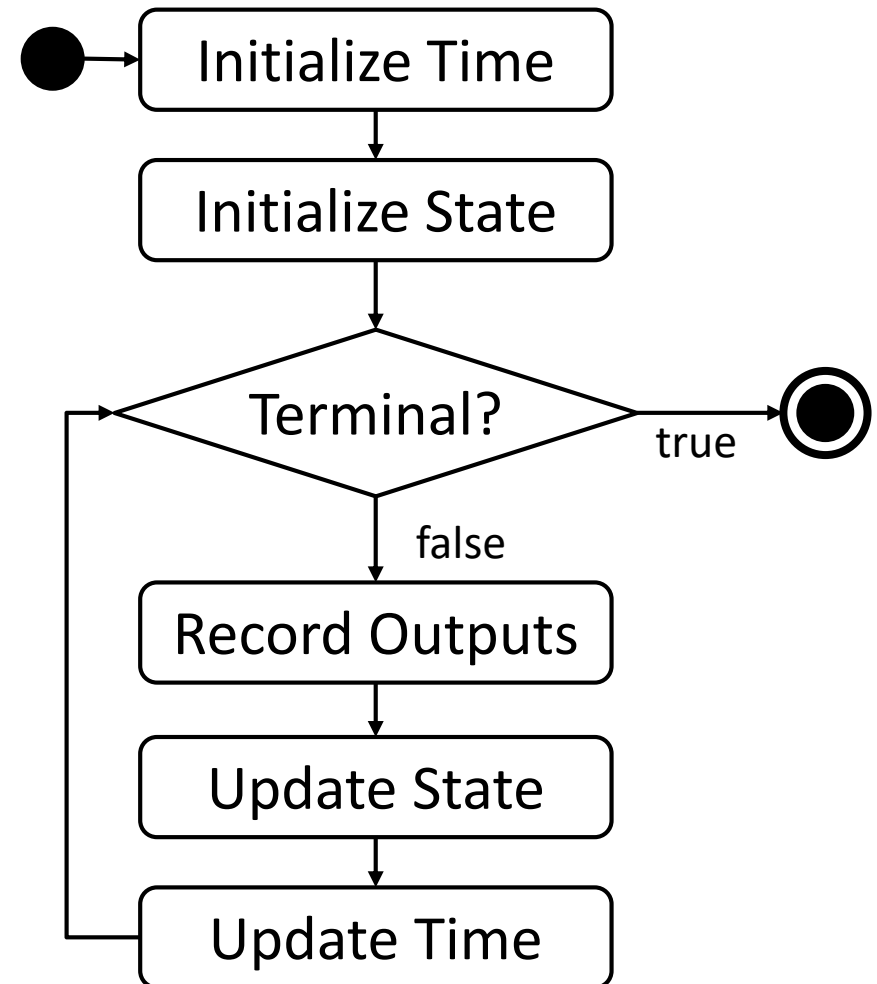 Initialize Time
Initialize State
Terminal?
true
false
Record Outputs
Update State
Update Time